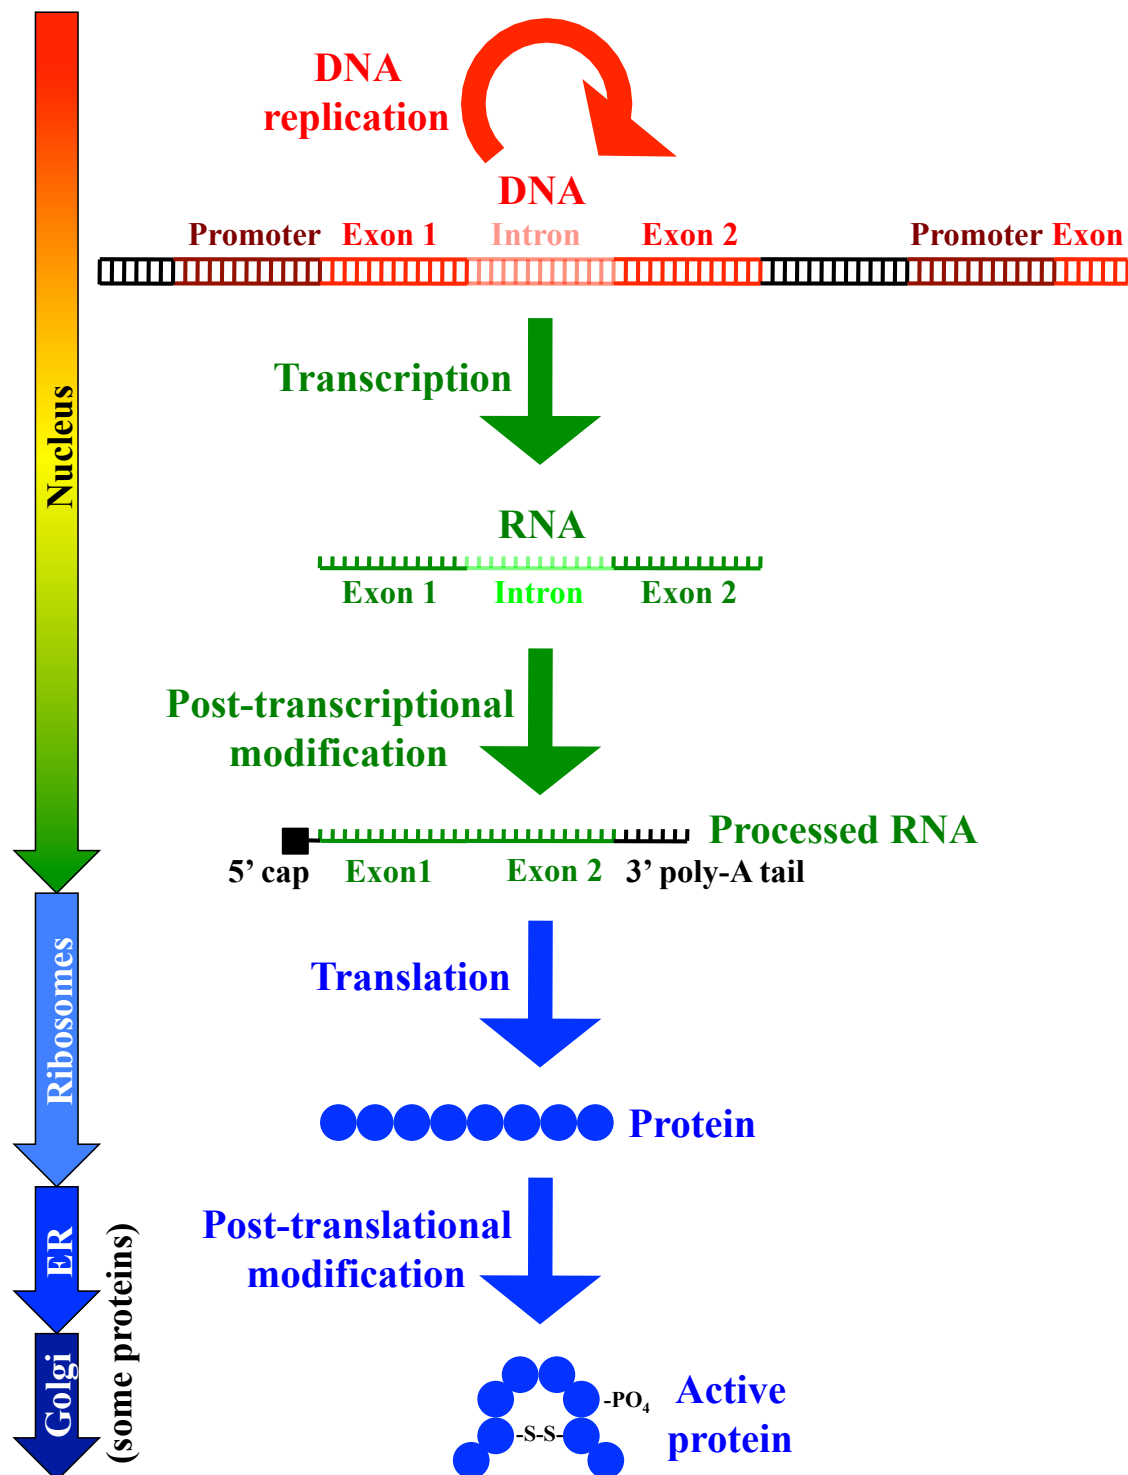 DNA
replication
DNA
Promoter Exon 1 Intron Exon 2 Promoter Exon
Transcription
Nucleus
RNA
Exon 1 Intron Exon 2
Post-transcriptional
modification
Processed RNA
5’ cap Exon1 Exon 2 3’ poly-A tail
Ribosomes
Translation
Protein
ER
(some proteins)
Post-translational
modification
Golgi
-PO4
-S-S-
Active
protein